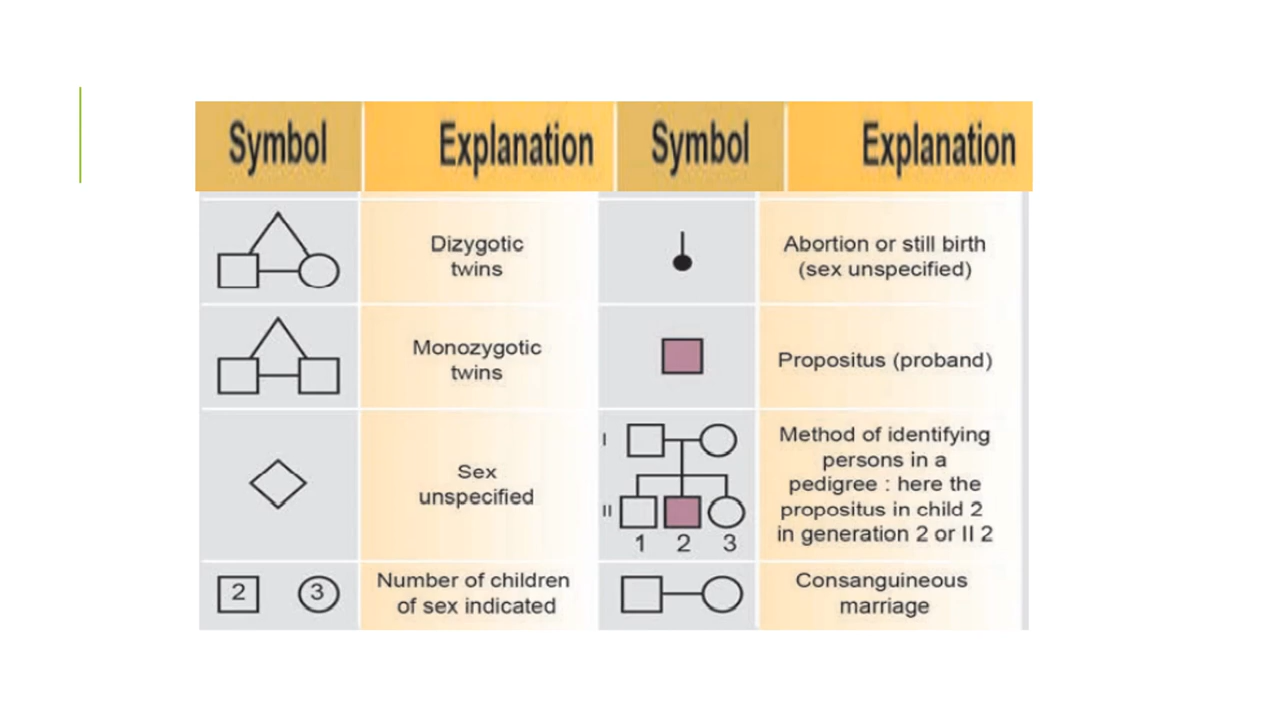 Symbol
Explanation
Symbol
Explanation
Dizygotic
twins
Abortion or still birth
(sex unspecified)
Monozygotic
twins
Propositus (proband)
Sex
unspecified
I
II
1 2 3
Method of identifying
persons in a
pedigree : here the
propositus in child 2
in generation 2 or II 2
2 3
Number of children
of sex indicated
Consanguineous
marriage